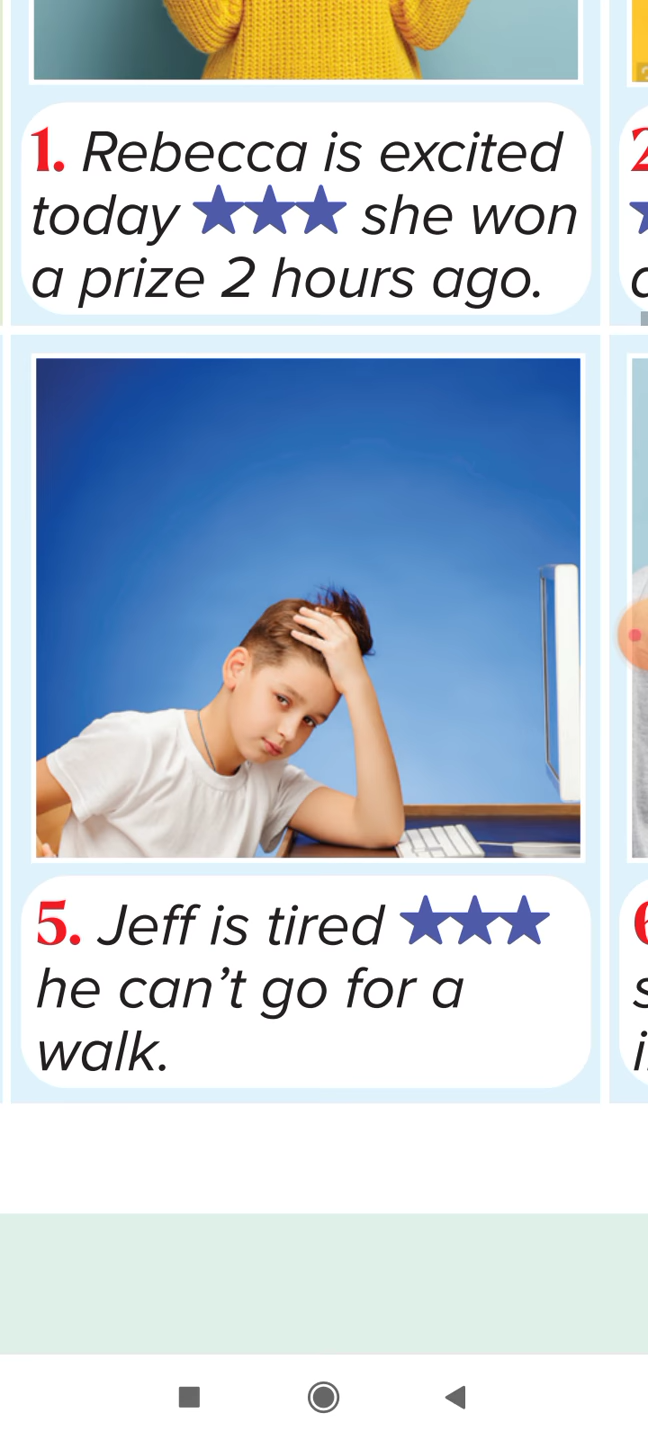 1. Rebecca is excited
today ★★★ she won
a prize 2 hours ago.
5. Jeff is tired ★★★
he can't go for a
walk.